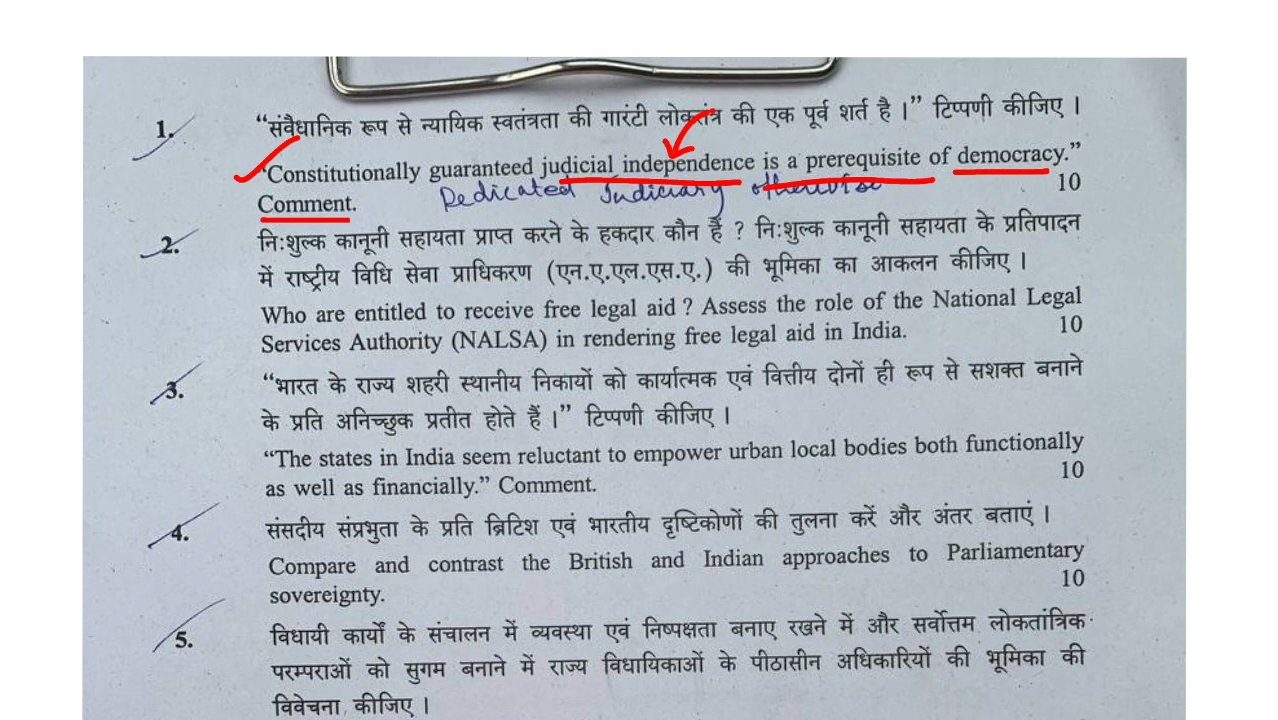 1. “संवैधानिक रूप से न्यायिक स्वतंत्रता की गारंटी लोकतंत्र की एक पूर्व शर्त है ।” टिप्पणी कीजिए ।
“Constitutionally guaranteed judicial independence is a prerequisite of democracy.”
Comment. 10
Dedicated Judiciary otherwise
2. निःशुल्क कानूनी सहायता प्राप्त करने के हकदार कौन हैं ? निःशुल्क कानूनी सहायता के प्रतिपादन
में राष्ट्रीय विधि सेवा प्राधिकरण (एन.ए.एल.एस.ए.) की भूमिका का आकलन कीजिए ।
Who are entitled to receive free legal aid ? Assess the role of the National Legal
Services Authority (NALSA) in rendering free legal aid in India. 10
3. “भारत के राज्य शहरी स्थानीय निकायों को कार्यात्मक एवं वित्तीय दोनों ही रूप से सशक्त बनाने
के प्रति अनिच्छुक प्रतीत होते हैं ।” टिप्पणी कीजिए ।
“The states in India seem reluctant to empower urban local bodies both functionally
as well as financially.” Comment. 10
4. संसदीय संप्रभुता के प्रति ब्रिटिश एवं भारतीय दृष्टिकोणों की तुलना करें और अंतर बताएं ।
Compare and contrast the British and Indian approaches to Parliamentary
sovereignty. 10
5. विधायी कार्यों के संचालन में व्यवस्था एवं निष्पक्षता बनाए रखने में और सर्वोत्तम लोकतांत्रिक
परम्पराओं को सुगम बनाने में राज्य विधायिकाओं के पीठासीन अधिकारियों की भूमिका की
विवेचना कीजिए ।